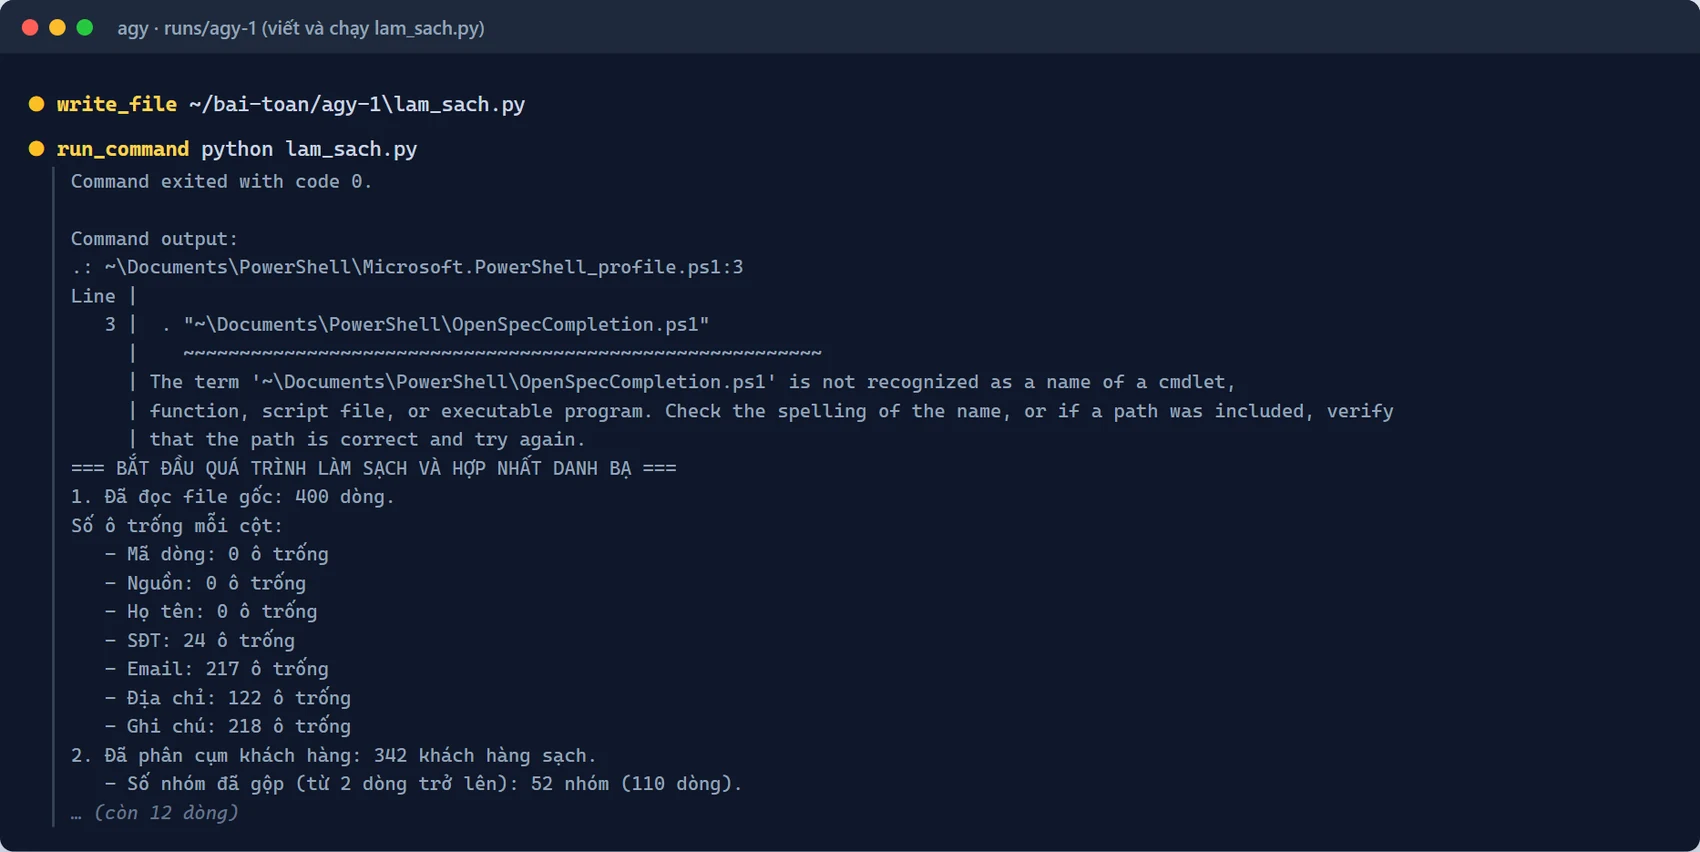 agy · runs/agy-1 (viết và chạy lam_sach.py)
● write_file ~/bai-toan/agy-1\lam_sach.py
● run_command python lam_sach.py
Command exited with code 0.
Command output:
.: ~\Documents\PowerShell\Microsoft.PowerShell_profile.ps1:3
Line |
   3 |  . "~\Documents\PowerShell\OpenSpecCompletion.ps1"
     |    ~~~~~~~~~~~~~~~~~~~~~~~~~~~~~~~~~~~~~~~~~~~~~~~~~~~~~~~~~
     | The term '~\Documents\PowerShell\OpenSpecCompletion.ps1' is not recognized as a name of a cmdlet,
     | function, script file, or executable program. Check the spelling of the name, or if a path was included, verify
     | that the path is correct and try again.
=== BẮT ĐẦU QUÁ TRÌNH LÀM SẠCH VÀ HỢP NHẤT DANH BẠ ===
1. Đã đọc file gốc: 400 dòng.
Số ô trống mỗi cột:
   - Mã dòng: 0 ô trống
   - Nguồn: 0 ô trống
   - Họ tên: 0 ô trống
   - SĐT: 24 ô trống
   - Email: 217 ô trống
   - Địa chỉ: 122 ô trống
   - Ghi chú: 218 ô trống
2. Đã phân cụm khách hàng: 342 khách hàng sạch.
   - Số nhóm đã gộp (từ 2 dòng trở lên): 52 nhóm (110 dòng).
… (còn 12 dòng)